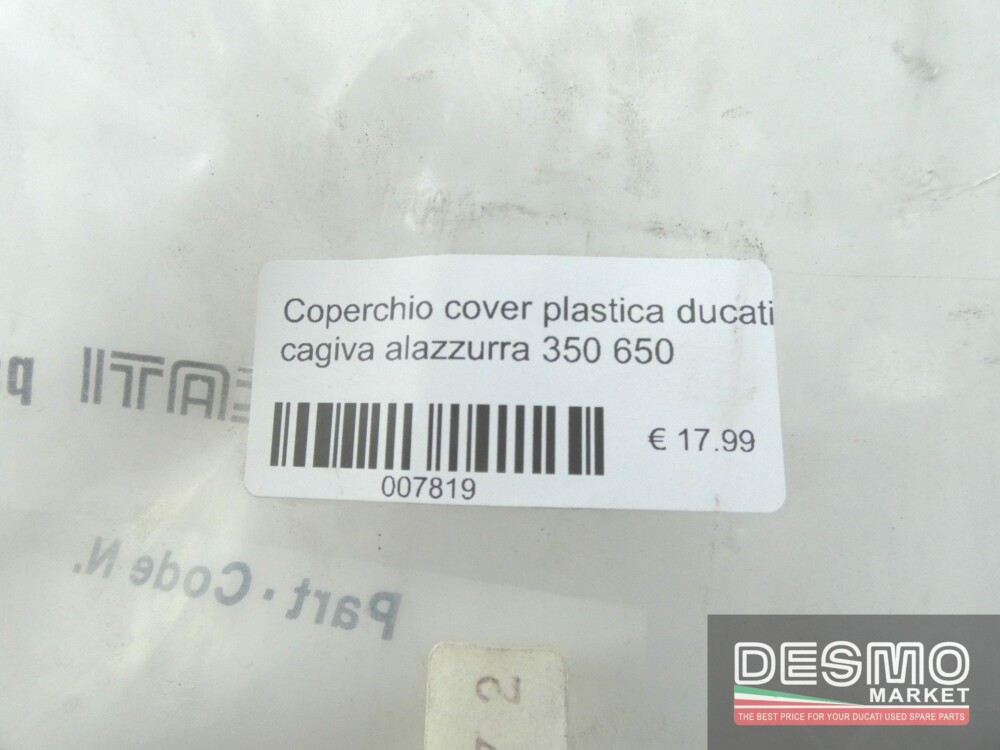 Coperchio cover plastica ducati
cagiva alazzurra 350 650
€ 17.99
007819
Part · Code N.
DESMO
MARKET
THE BEST PRICE FOR YOUR DUCATI USED SPARE PARTS